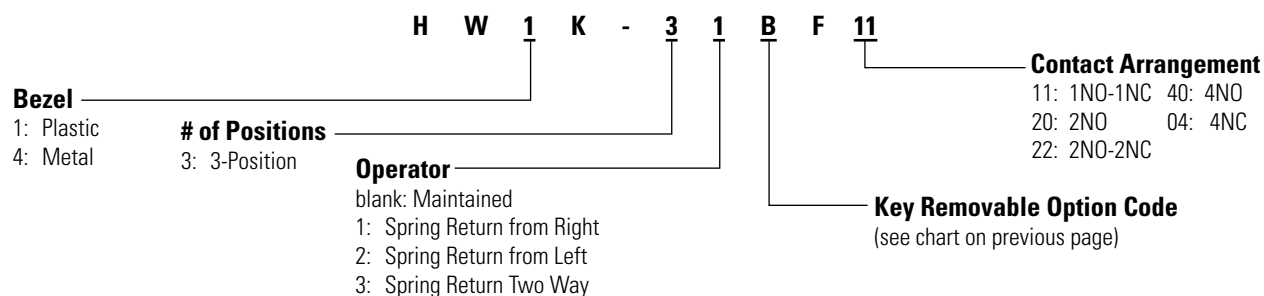 H W 1 K - 3 1 B F 11
Bezel
1: Plastic
4: Metal
# of Positions
3: 3-Position
Operator
blank: Maintained
1: Spring Return from Right
2: Spring Return from Left
3: Spring Return Two Way
Contact Arrangement
11: 1NO-1NC 40: 4NO
20: 2NO 04: 4NC
22: 2NO-2NC
Key Removable Option Code
(see chart on previous page)